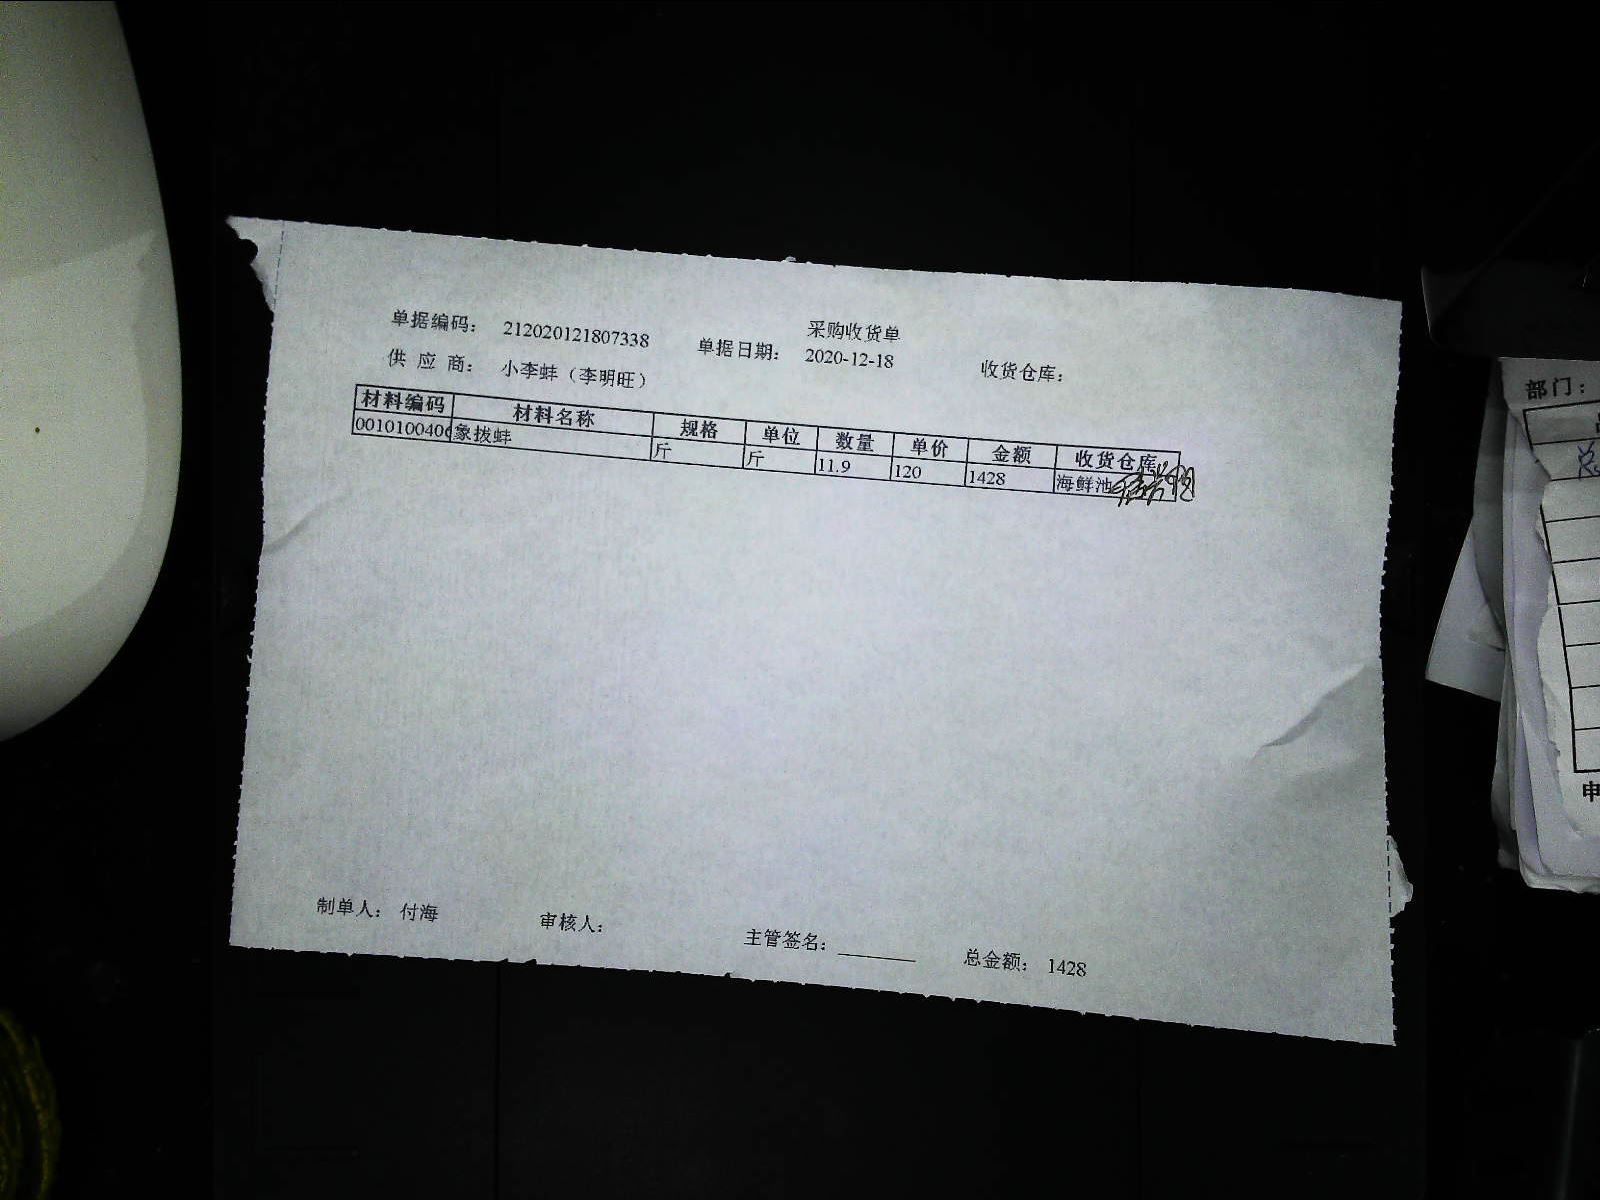 采购收货单
单据编码： 212020121807338 单据日期： 2020-12-18 收货仓库：
供 应 商： 小李蚌（李明旺）
材料编码 材料名称 规格 单位 数量 单价 金额 收货仓库
001010040 象拔蚌 斤 斤 11.9 120 1428 海鲜池
制单人： 付海 审核人： 主管签名： 总金额： 1428
部门：
总
申